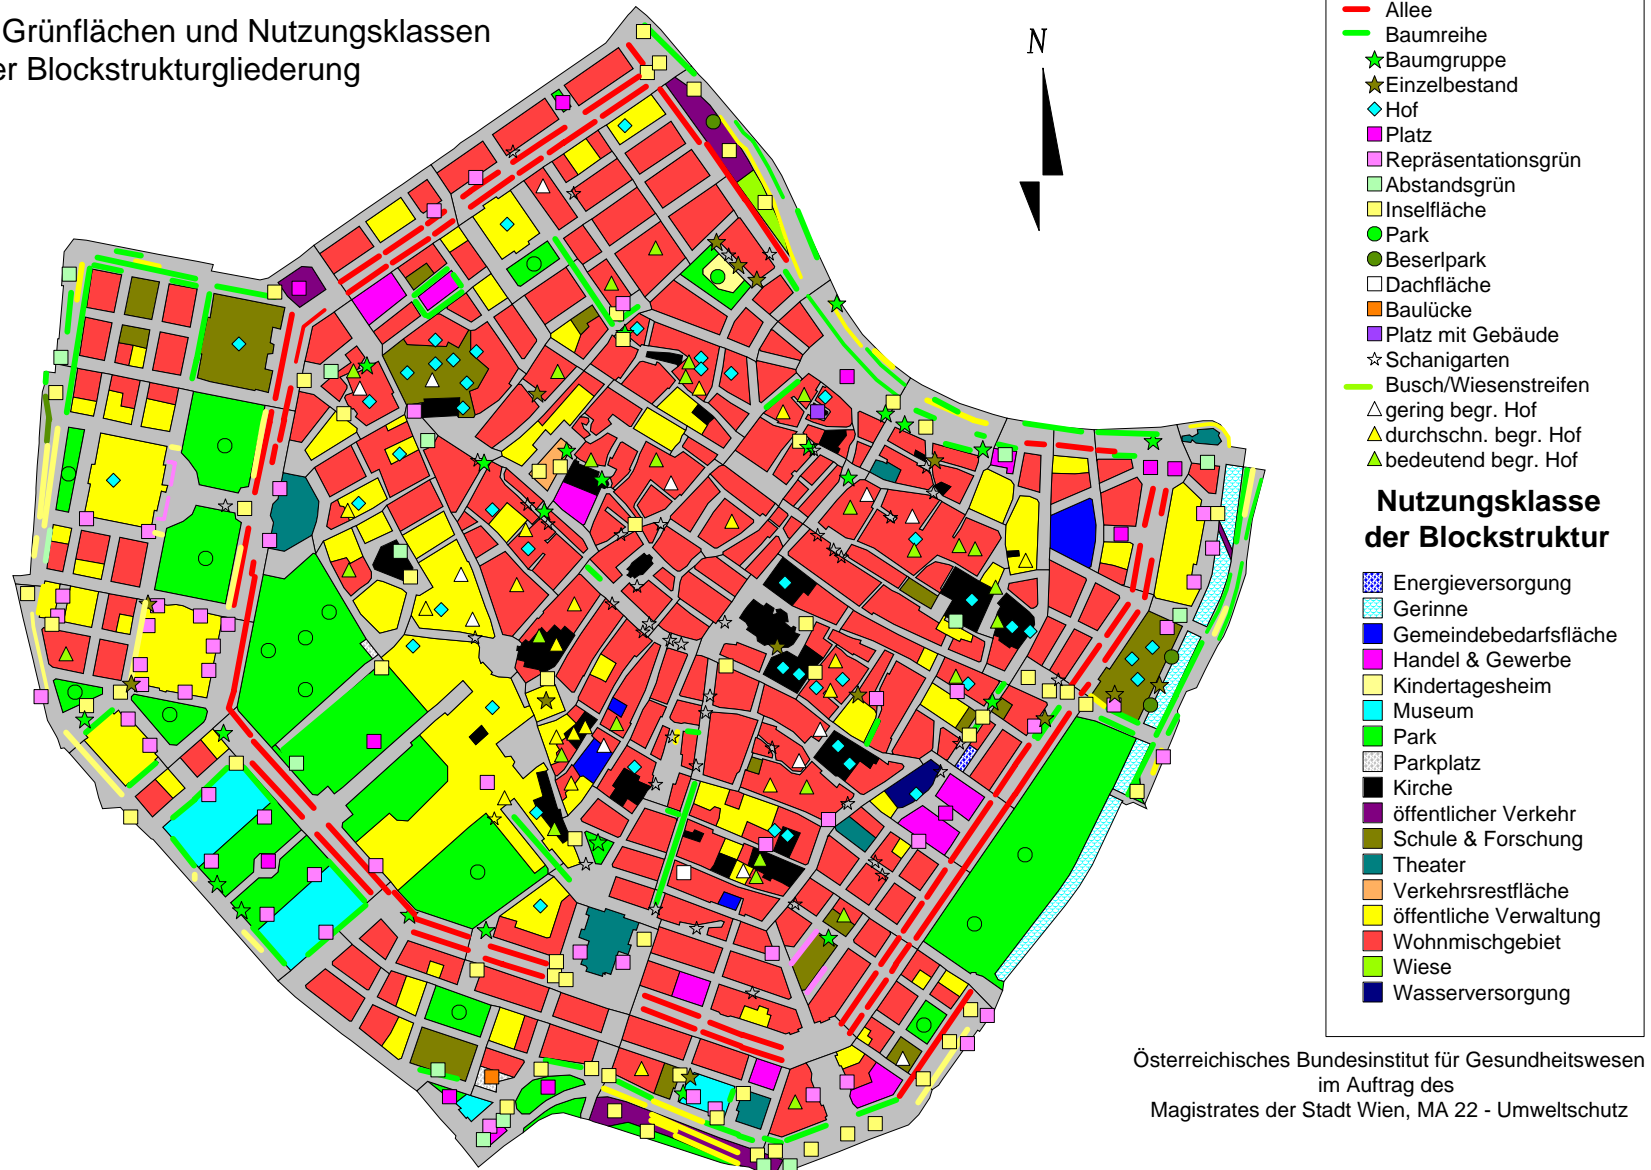 Grünflächen und Nutzungsklassen
er Blockstrukturgliederung
N
Allee
Baumreihe
Baumgruppe
Einzelbestand
Hof
Platz
Repräsentationsgrün
Abstandsgrün
Inselfläche
Park
Beserlpark
Dachfläche
Baulücke
Platz mit Gebäude
Schanigarten
Busch/Wiesenstreifen
gering begr. Hof
durchschn. begr. Hof
bedeutend begr. Hof
Nutzungsklasse
der Blockstruktur
Energieversorgung
Gerinne
Gemeindebedarfsfläche
Handel & Gewerbe
Kindertagesheim
Museum
Park
Parkplatz
Kirche
öffentlicher Verkehr
Schule & Forschung
Theater
Verkehrsrestfläche
öffentliche Verwaltung
Wohnmischgebiet
Wiese
Wasserversorgung
Österreichisches Bundesinstitut für Gesundheitswesen
im Auftrag des
Magistrates der Stadt Wien, MA 22 - Umweltschutz